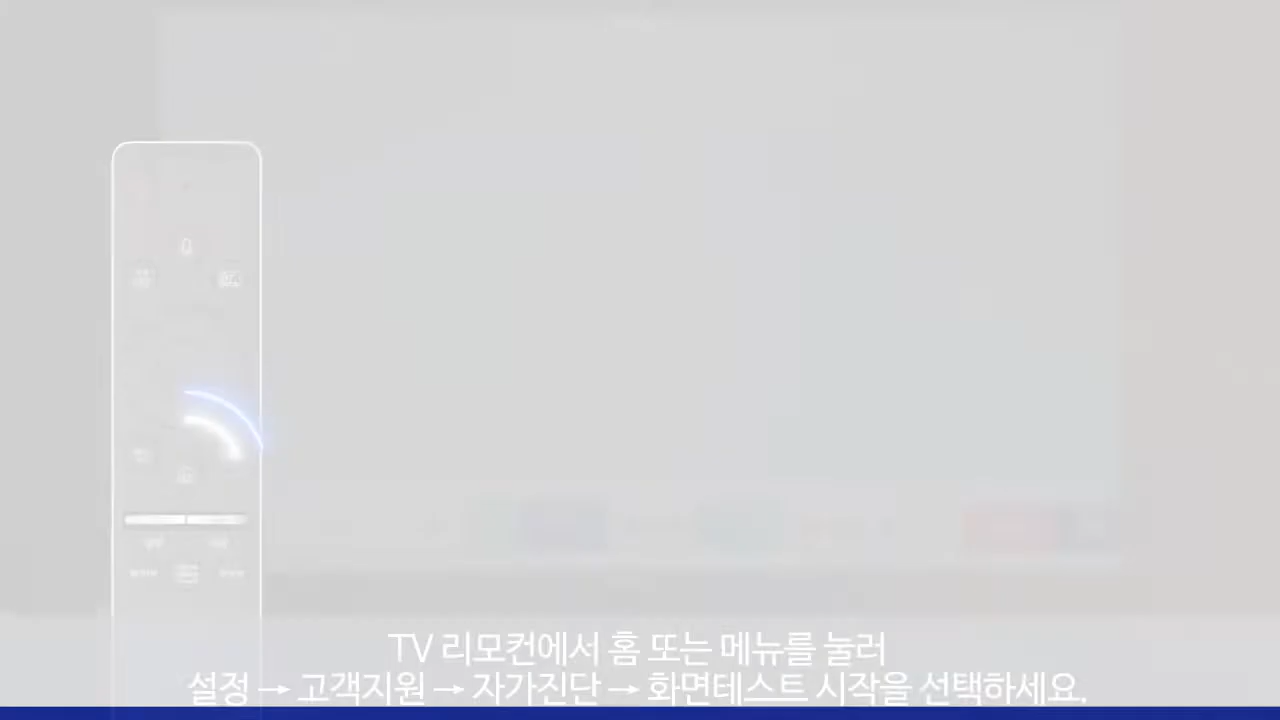 TV 리모컨에서 홈 또는 메뉴를 눌러
설정 → 고객지원 → 자가진단 → 화면테스트 시작을 선택하세요.